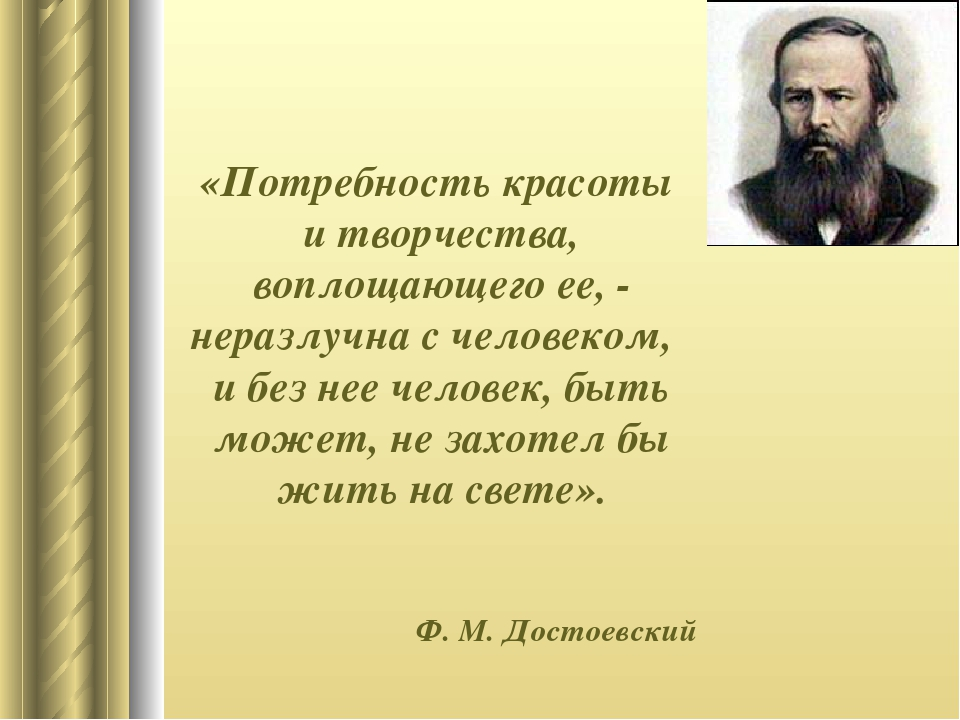 «Потребность красоты
и творчества,
воплощающего ее, -
неразлучна с человеком,
и без нее человек, быть
может, не захотел бы
жить на свете».
Ф. М. Достоевский